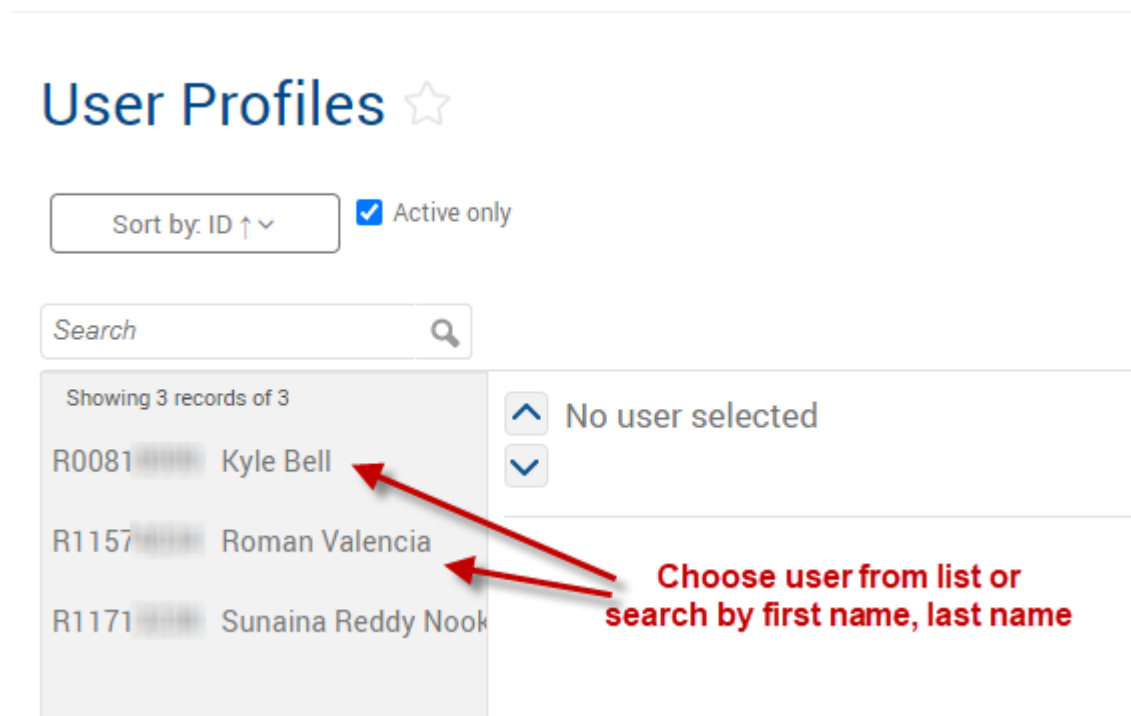 User Profiles
Sort by: ID ↑
Active only
Search
Showing 3 records of 3
No user selected
R0081 Kyle Bell
R1157 Roman Valencia
R1171 Sunaina Reddy Nook
Choose user from list or
search by first name, last name